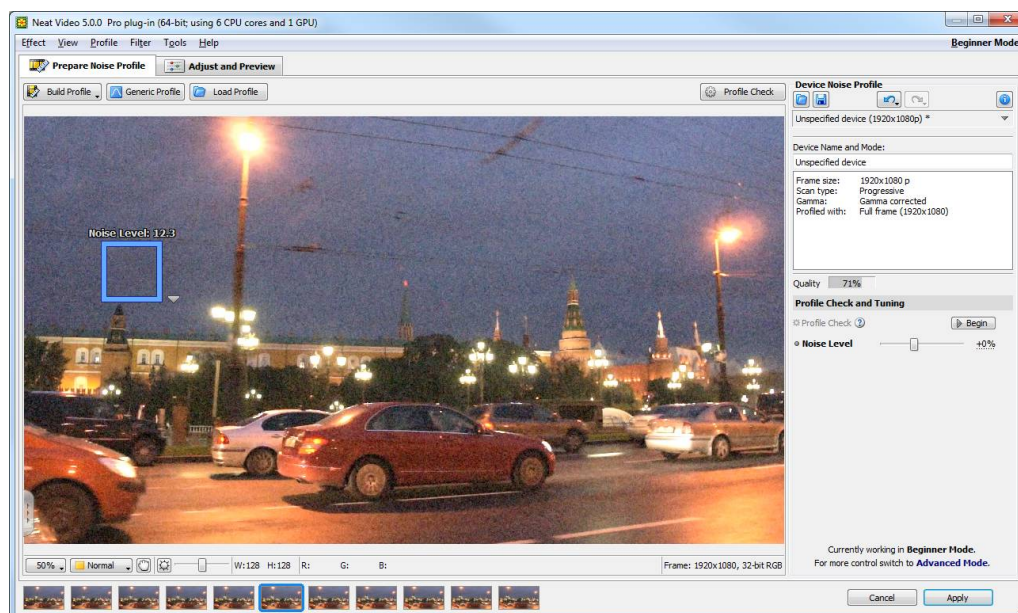 Neat Video 5.0.0 Pro plug-in (64-bit; using 6 CPU cores and 1 GPU)
Effect View Profile Filter Tools Help
Beginner Mode
Prepare Noise Profile
Adjust and Preview
Build Profile
Generic Profile
Load Profile
Profile Check
Device Noise Profile
Unspecified device (1920x1080p) *
Device Name and Mode:
Unspecified device
Frame size: 1920x1080 p
Scan type: Progressive
Gamma: Gamma corrected
Profiled with: Full frame (1920x1080)
Noise Level: 12.3
Quality 71%
Profile Check and Tuning
Profile Check ?
Begin
Noise Level
+0%
Currently working in Beginner Mode.
For more control switch to Advanced Mode.
50%
Normal
W:128 H:128 R: G: B:
Frame: 1920x1080, 32-bit RGB
Cancel
Apply